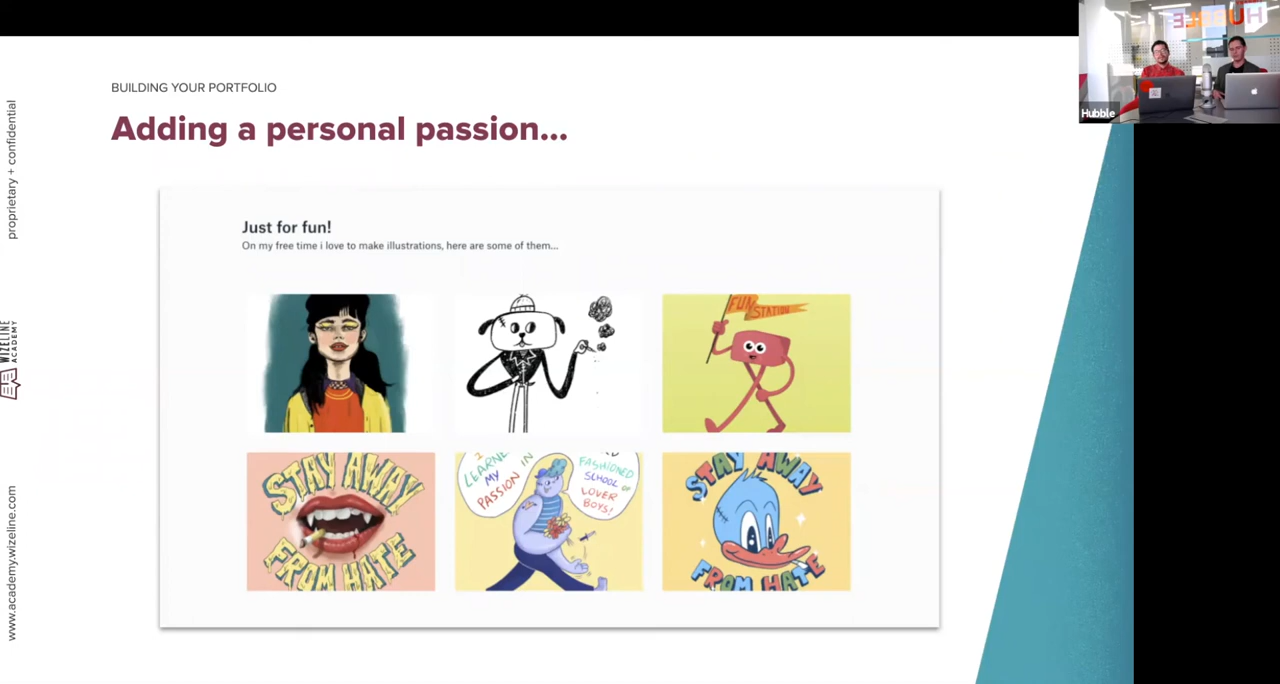 BUILDING YOUR PORTFOLIO
Adding a personal passion...
Just for fun!
On my free time i love to make illustrations, here are some of them...
FUN
STATION
STAY AWAY
FROM HATE
I
LEARNED
MY
PASSION IN
FASHIONED
SCHOOL OF
LOVER
BOYS!
STAY AWAY
FROM HATE
proprietary + confidential
WIZELINE
ACADEMY
www.academy.wizeline.com
HUBBLE
Hubble